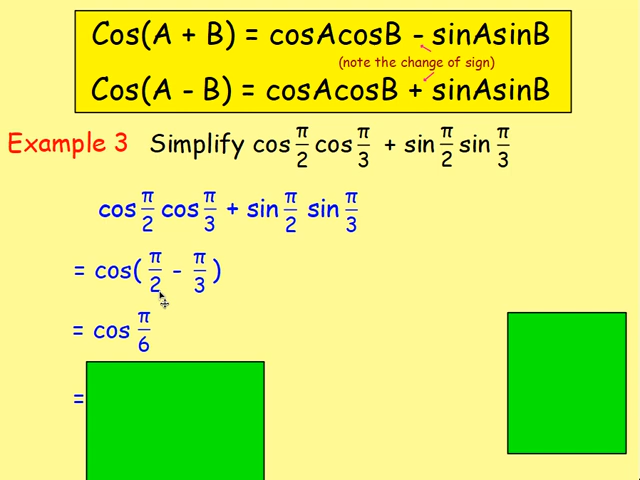 Cos(A + B) = cosAcosB - sinAsinB
(note the change of sign)
Cos(A - B) = cosAcosB + sinAsinB
Example 3 Simplify cos π/2 cos π/3 + sin π/2 sin π/3
cos π/2 cos π/3 + sin π/2 sin π/3
= cos( π/2 - π/3 )
= cos π/6
=